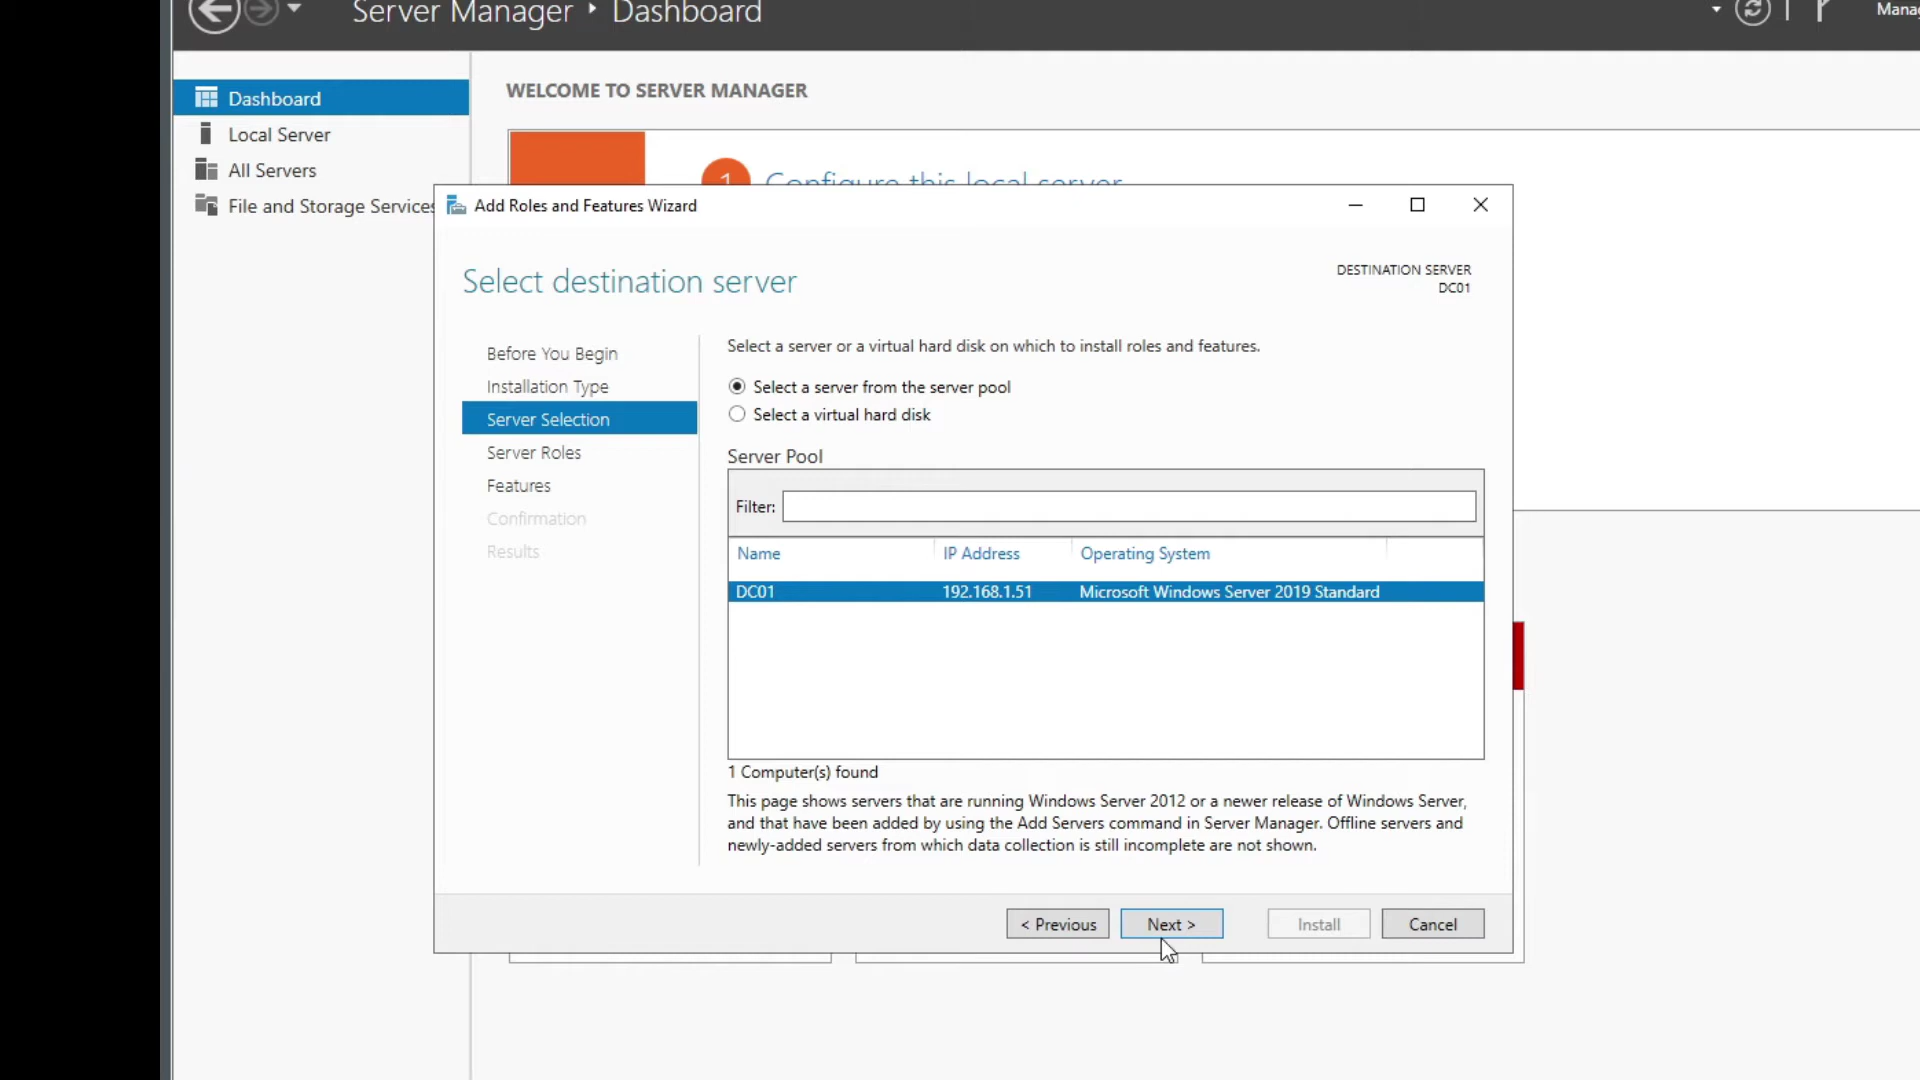 Server Manager ‣ Dashboard
Dashboard
Local Server
All Servers
File and Storage Services
WELCOME TO SERVER MANAGER
1 Configure this local server
Add Roles and Features Wizard
Select destination server
DESTINATION SERVER
DC01
Before You Begin
Installation Type
Server Selection
Server Roles
Features
Confirmation
Results
Select a server or a virtual hard disk on which to install roles and features.
Select a server from the server pool
Select a virtual hard disk
Server Pool
Filter:
Name IP Address Operating System
DC01 192.168.1.51 Microsoft Windows Server 2019 Standard
1 Computer(s) found
This page shows servers that are running Windows Server 2012 or a newer release of Windows Server,
and that have been added by using the Add Servers command in Server Manager. Offline servers and
newly-added servers from which data collection is still incomplete are not shown.
< Previous Next > Install Cancel